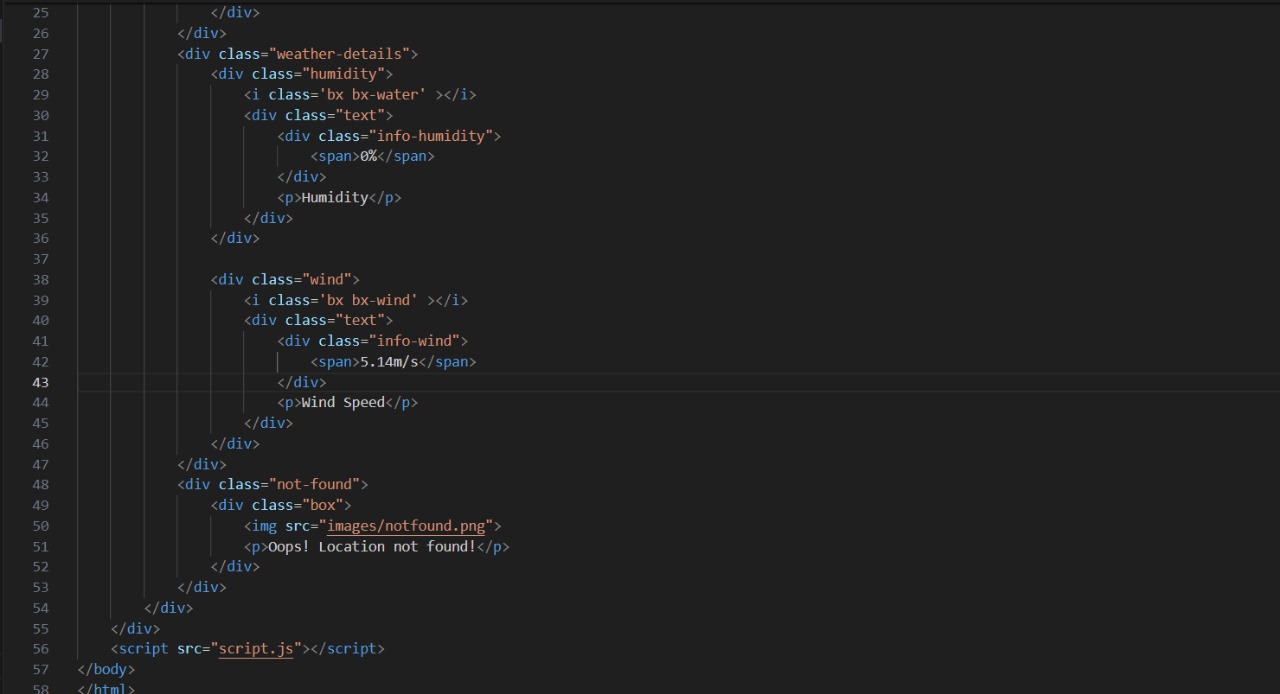 25 </div>
26 </div>
27 <div class="weather-details">
28 <div class="humidity">
29 <i class='bx bx-water' ></i>
30 <div class="text">
31 <div class="info-humidity">
32 <span>0%</span>
33 </div>
34 <p>Humidity</p>
35 </div>
36 </div>
37
38 <div class="wind">
39 <i class='bx bx-wind' ></i>
40 <div class="text">
41 <div class="info-wind">
42 <span>5.14m/s</span>
43 </div>
44 <p>Wind Speed</p>
45 </div>
46 </div>
47 </div>
48 <div class="not-found">
49 <div class="box">
50 <img src="images/notfound.png">
51 <p>Oops! Location not found!</p>
52 </div>
53 </div>
54 </div>
55 </div>
56 <script src="script.js"></script>
57 </body>
58 </html>